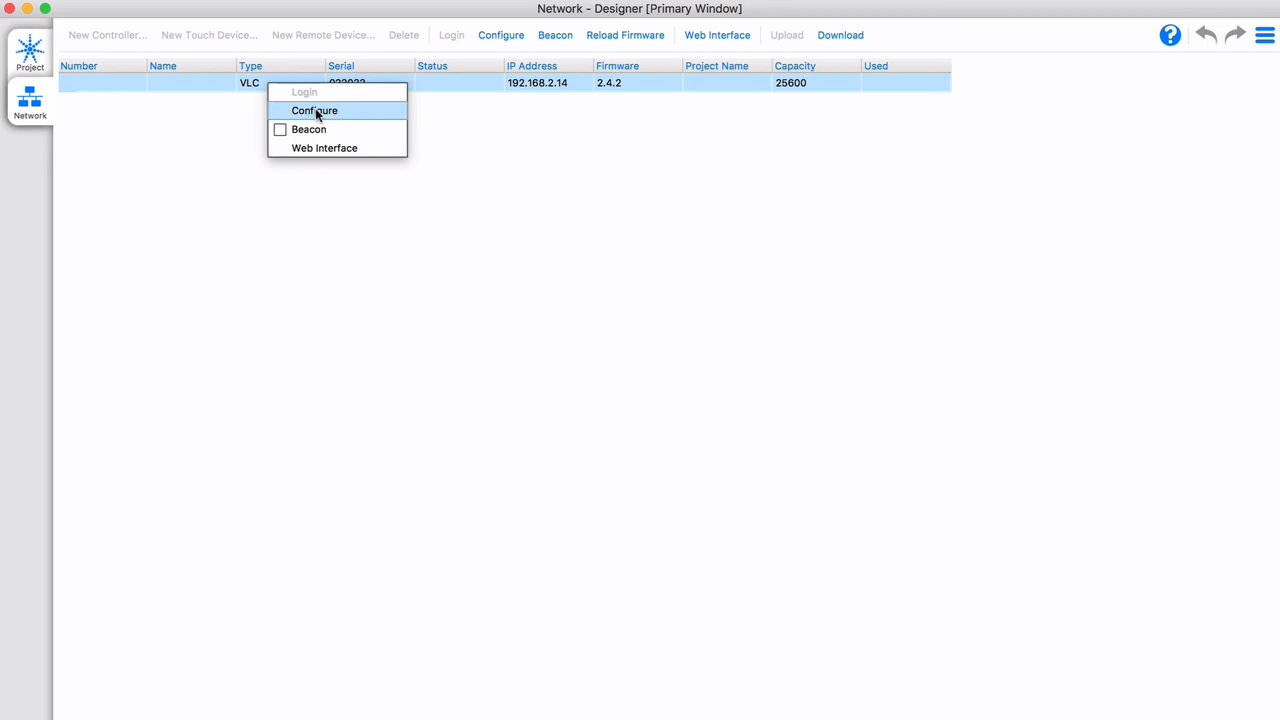 Network - Designer [Primary Window]
New Controller... New Touch Device... New Remote Device... Delete Login Configure Beacon Reload Firmware Web Interface Upload Download
Project
Network
Number Name Type Serial Status IP Address Firmware Project Name Capacity Used
VLC 192.168.2.14 2.4.2 25600
Login
Configure
Beacon
Web Interface